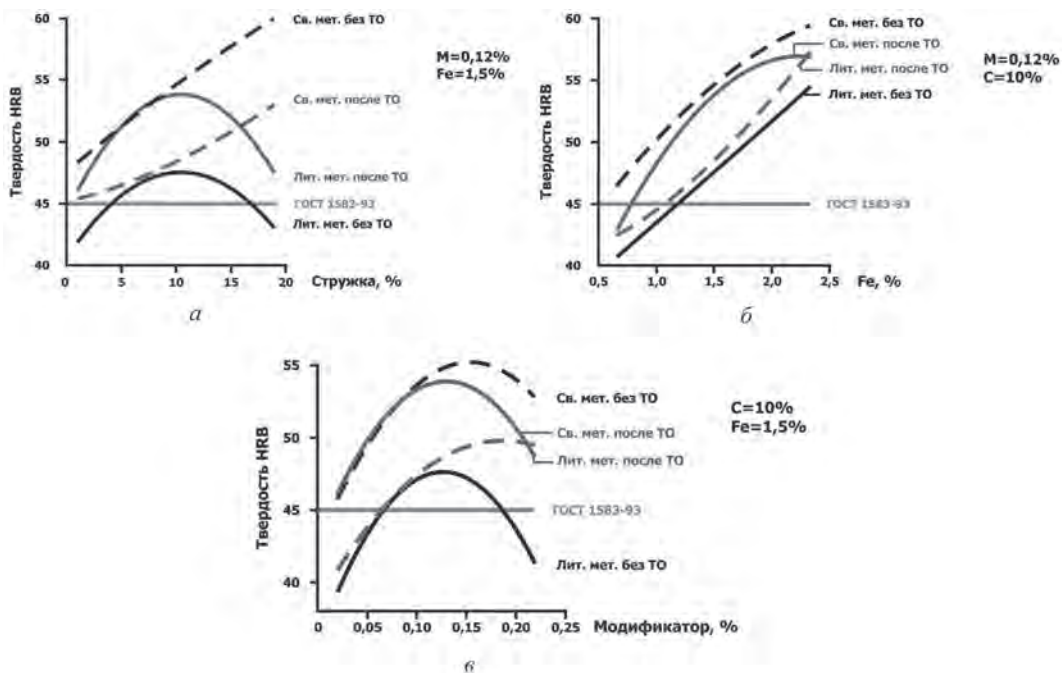 Твердость HRB
60
55
50
45
40
0
5
10
15
20
Стружка, %
Св. мет. без ТО
Св. мет. после ТО
Лит. мет. после ТО
ГОСТ 1583-93
Лит. мет. без ТО
M=0,12%
Fe=1,5%
а
Твердость HRB
60
55
50
45
40
0,5
1,0
1,5
2,0
2,5
Fe, %
Св. мет. без ТО
Св. мет. после ТО
Лит. мет. после ТО
Лит. мет. без ТО
ГОСТ 1583-93
M=0,12%
C=10%
б
Твердость HRB
55
50
45
40
0
0,05
0,10
0,15
0,20
0,25
Модификатор, %
Св. мет. без ТО
Св. мет. после ТО
Лит. мет. после ТО
ГОСТ 1583-93
Лит. мет. без ТО
C=10%
Fe=1,5%
в